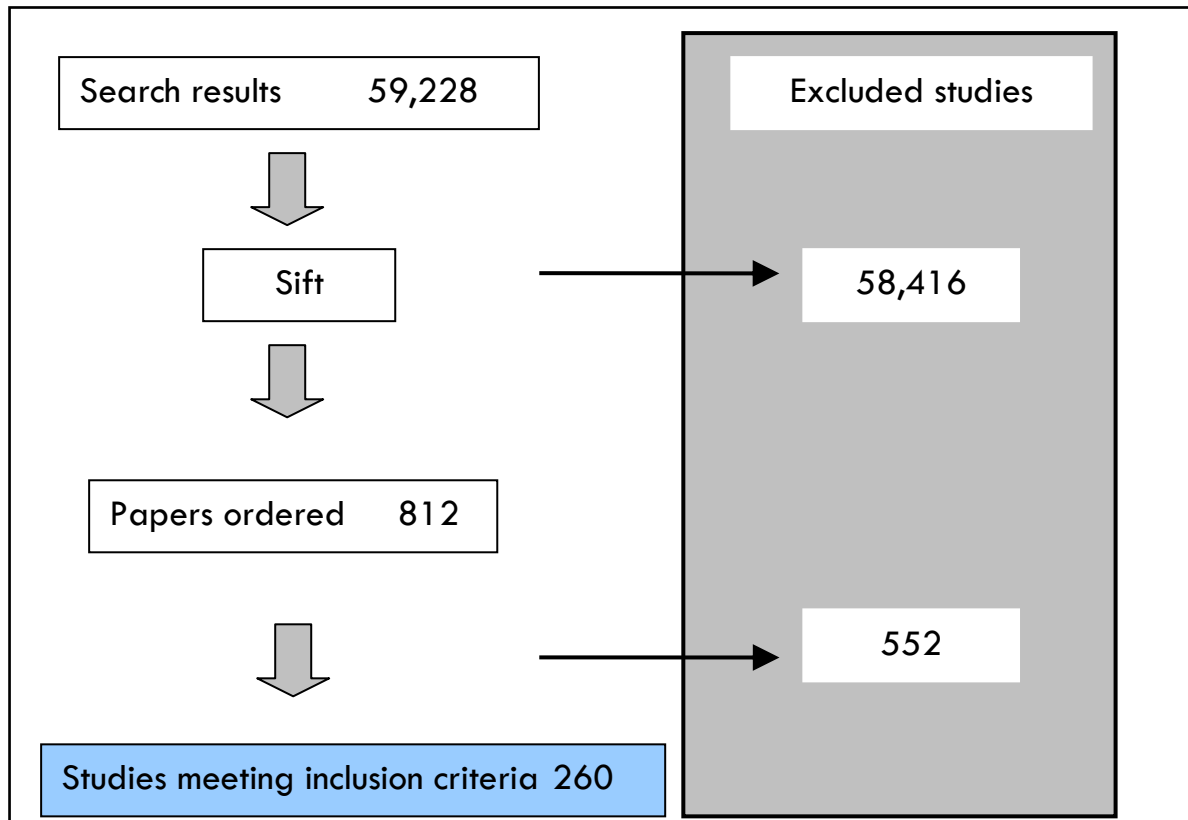 Search results 59,228
Excluded studies
Sift
58,416
Papers ordered 812
552
Studies meeting inclusion criteria 260